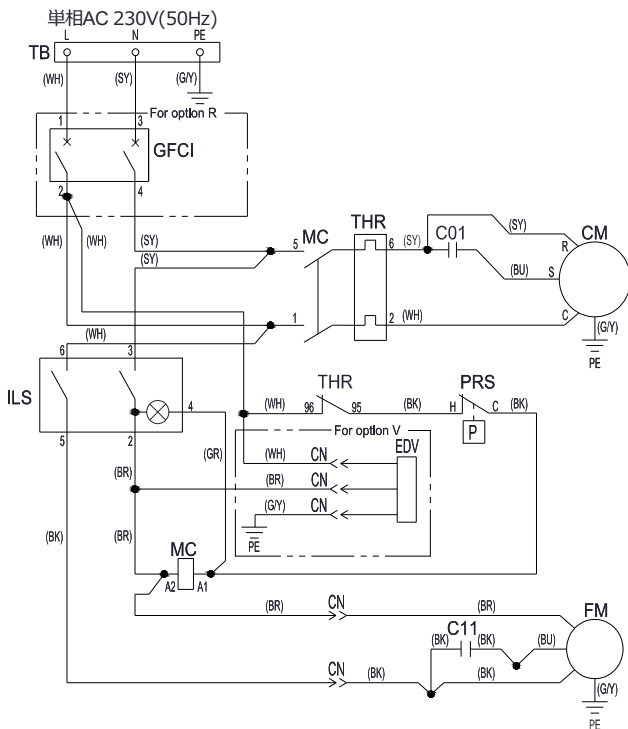 単相AC 230V(50Hz)
L N PE
TB
(WH) (SY) (G/Y)
For option R
1 3
GFCI
2 4
(WH) (WH) (SY)
(SY)
5 MC THR 6 (SY) C01 (SY) R CM
(BU) S
1 2 (WH) C
(G/Y)
PE
(WH)
6 3
ILS
4
5 2
(WH) THR PRS
96 95 (BK) H C (BK)
P
For option V
(GR)
EDV
(WH) CN
(BR) (BR) CN
(G/Y) CN
PE
(BK) (BR)
MC
A2 A1
(BR) CN (BR) FM
(BK) C11 (BK) (BU)
CN (BK) (BK)
(G/Y)
PE